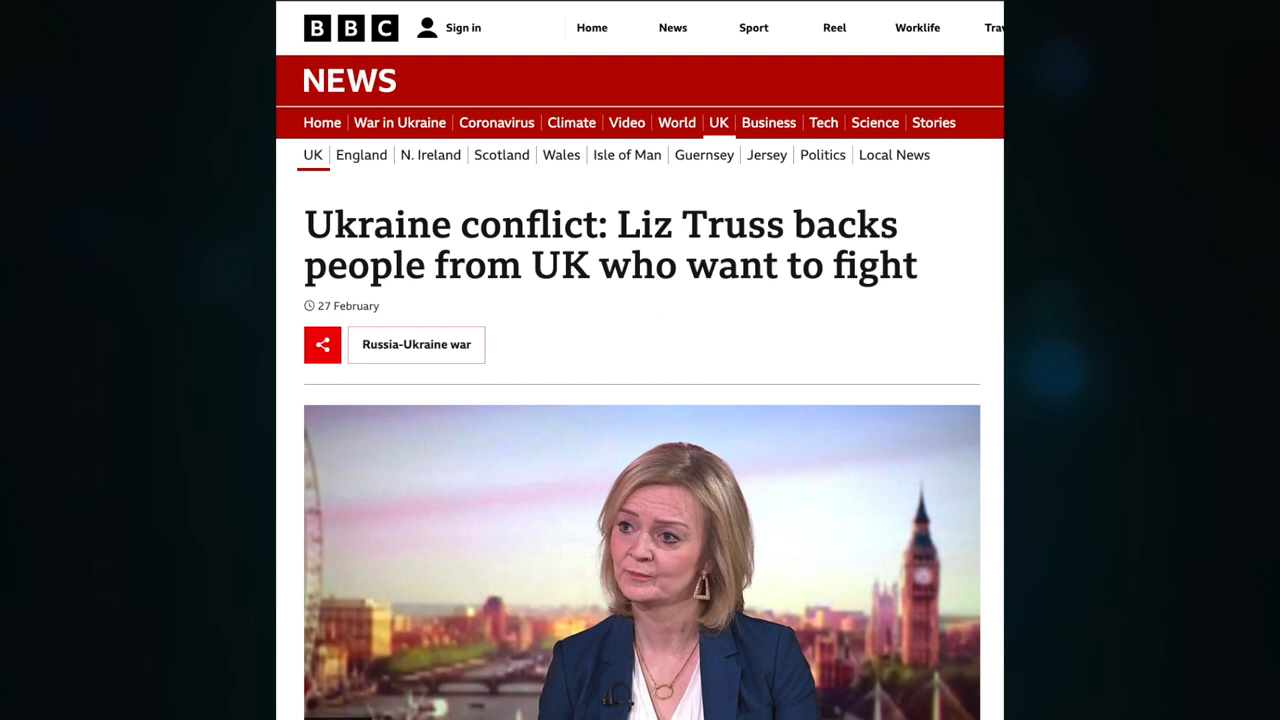 BBC Sign in Home News Sport Reel Worklife Trav
NEWS
Home War in Ukraine Coronavirus Climate Video World UK Business Tech Science Stories
UK England N. Ireland Scotland Wales Isle of Man Guernsey Jersey Politics Local News
Ukraine conflict: Liz Truss backs
people from UK who want to fight
27 February
Russia-Ukraine war